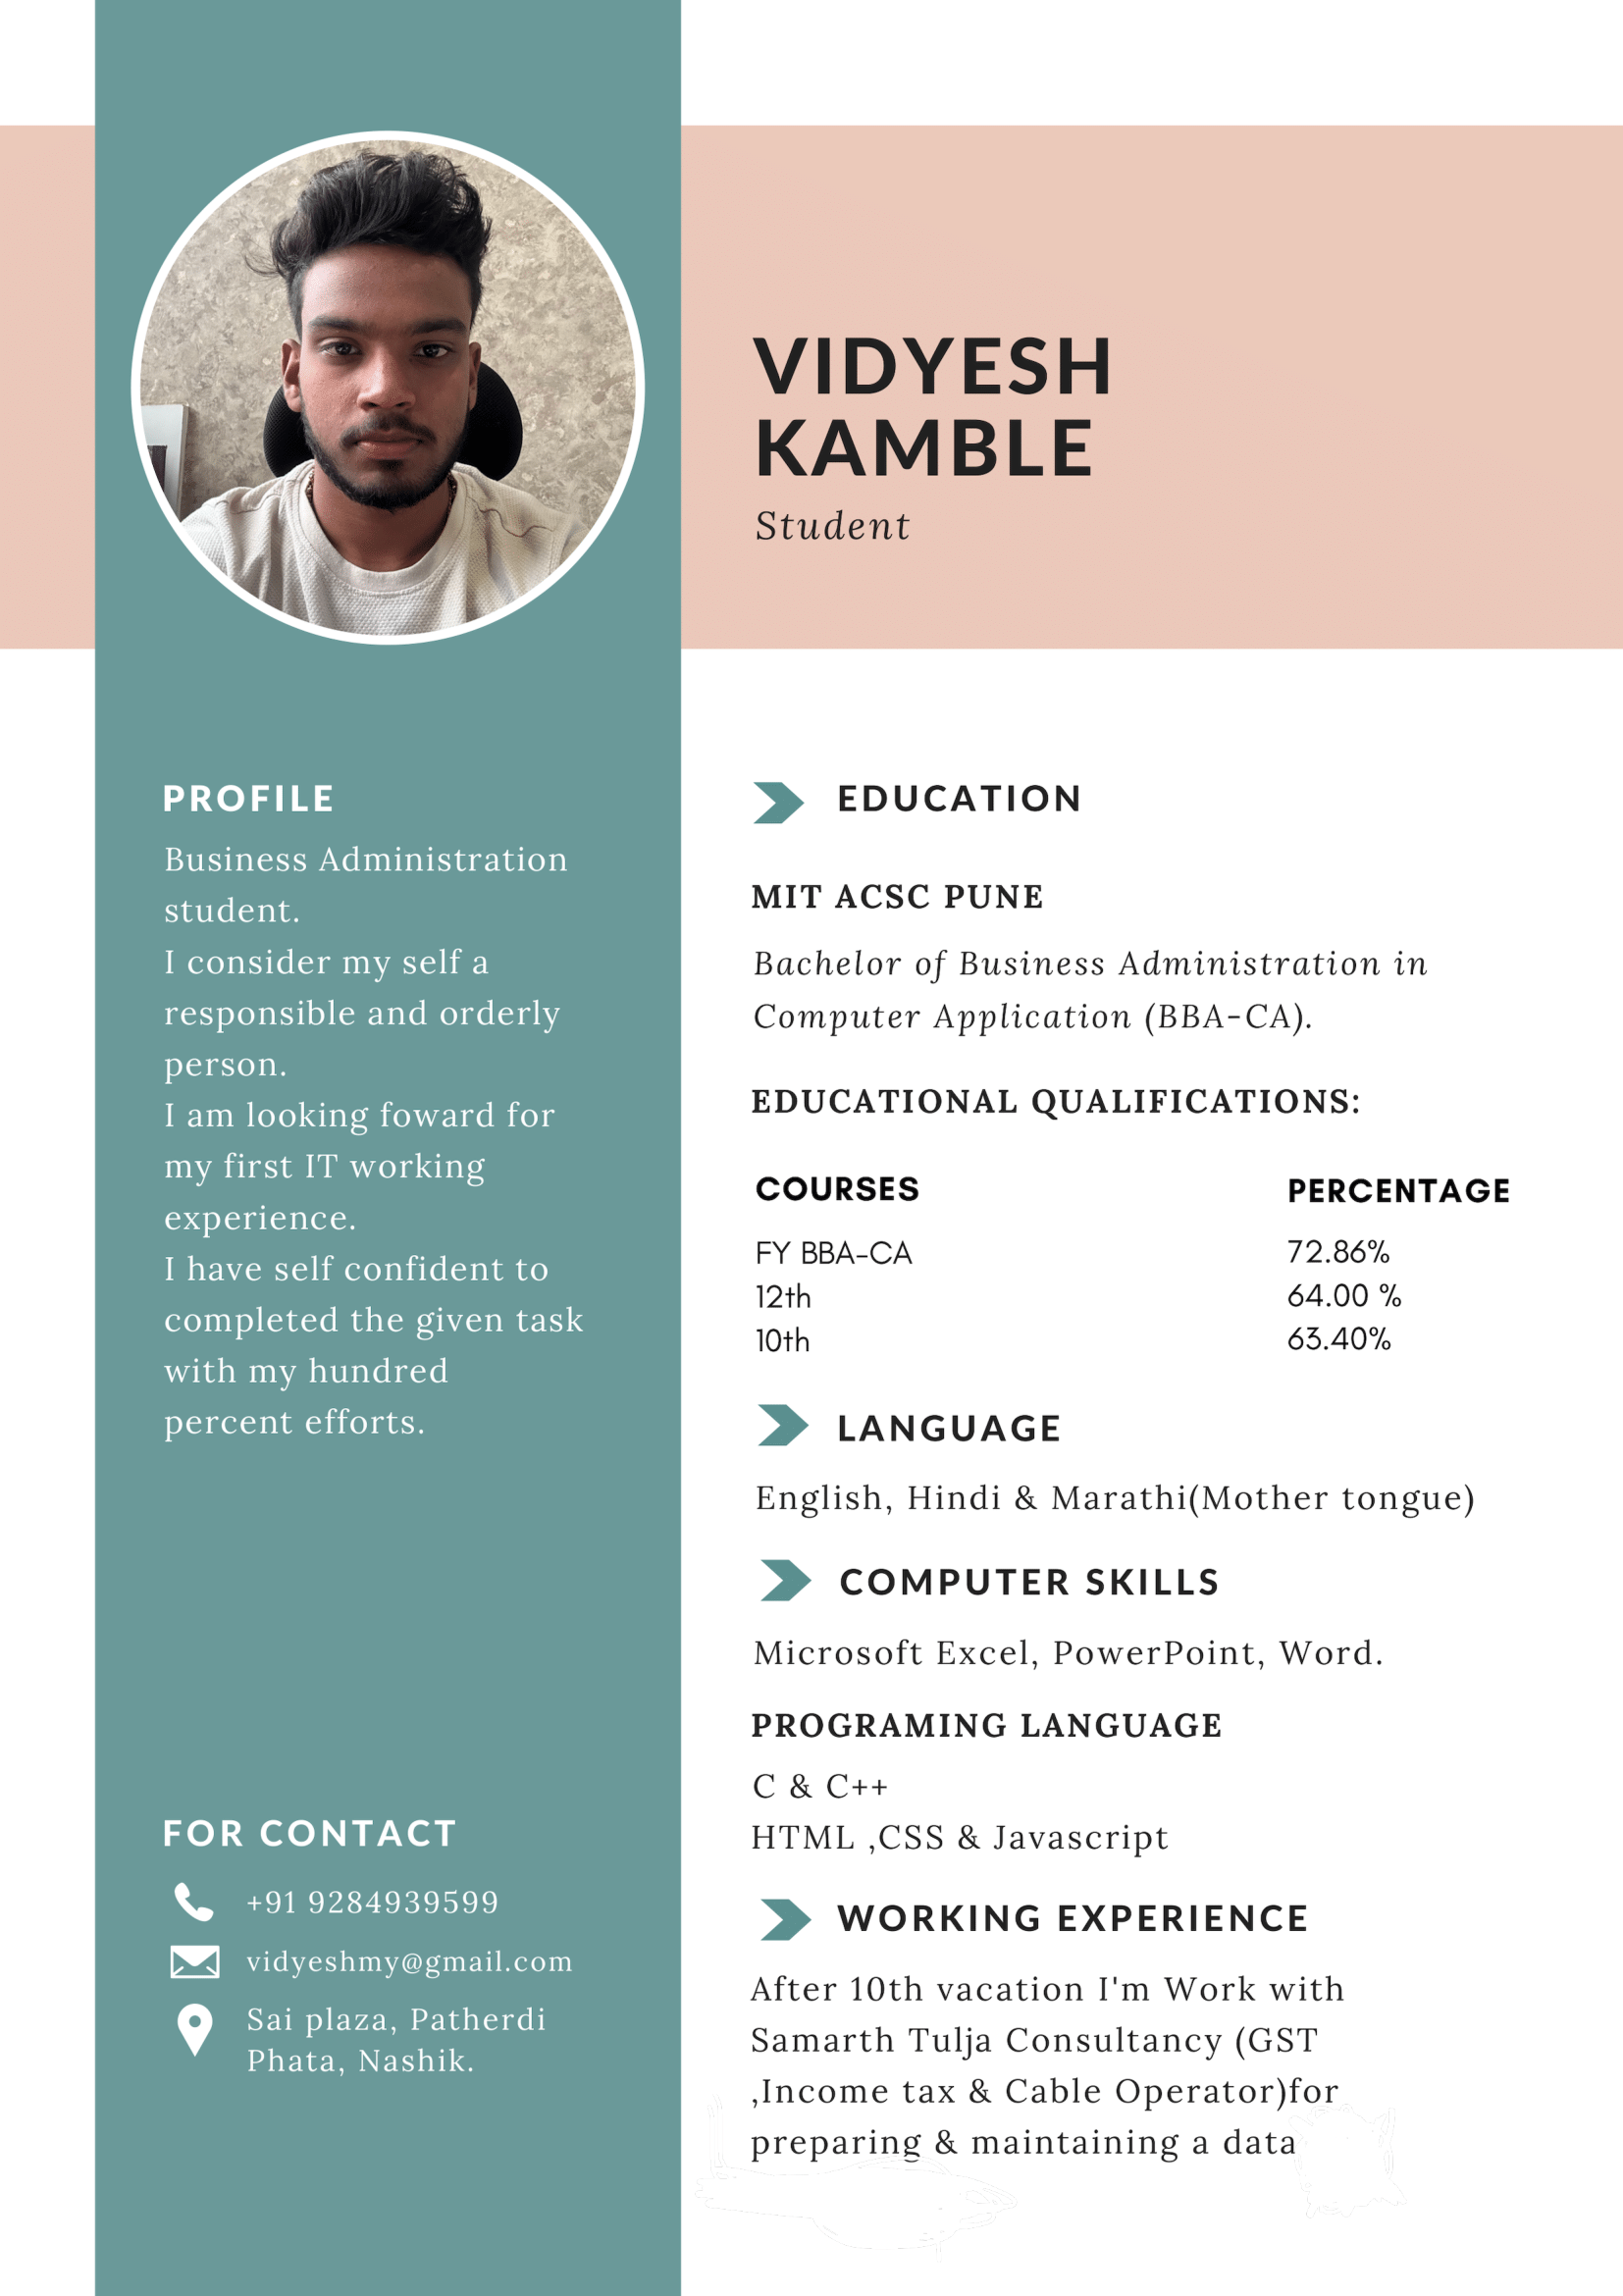 VIDYESH
KAMBLE
Student
PROFILE
Business Administration
student.
I consider my self a
responsible and orderly
person.
I am looking foward for
my first IT working
experience.
I have self confident to
completed the given task
with my hundred
percent efforts.
FOR CONTACT
+91 9284939599
vidyeshmy@gmail.com
Sai plaza, Patherdi
Phata, Nashik.
EDUCATION
MIT ACSC PUNE
Bachelor of Business Administration in
Computer Application (BBA-CA).
EDUCATIONAL QUALIFICATIONS:
COURSES PERCENTAGE
FY BBA-CA 72.86%
12th 64.00 %
10th 63.40%
LANGUAGE
English, Hindi & Marathi(Mother tongue)
COMPUTER SKILLS
Microsoft Excel, PowerPoint, Word.
PROGRAMING LANGUAGE
C & C++
HTML ,CSS & Javascript
WORKING EXPERIENCE
After 10th vacation I'm Work with
Samarth Tulja Consultancy (GST
,Income tax & Cable Operator)for
preparing & maintaining a data